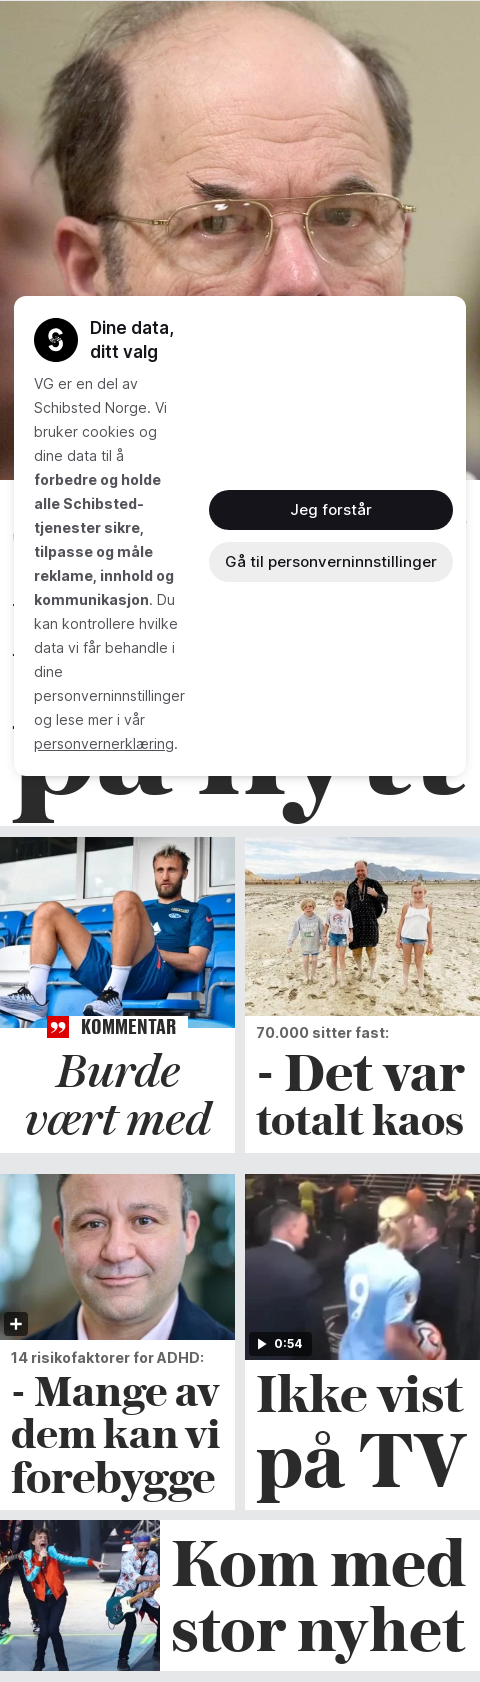 Dine data,
ditt valg
VG er en del av
Schibsted Norge. Vi
bruker cookies og
dine data til å
forbedre og holde
alle Schibsted-
tjenester sikre,
tilpasse og måle
reklame, innhold og
kommunikasjon. Du
kan kontrollere hvilke
data vi får behandle i
dine
personverninnstillinger
og lese mer i vår
personvernerklæring.
Jeg forstår
Gå til personverninnstillinger
på nytt
KOMMENTAR
Burde
vært med
70.000 sitter fast:
- Det var
totalt kaos
14 risikofaktorer for ADHD:
- Mange av
dem kan vi
forebygge
9
0:54
Ikke vist
på TV
Kom med
stor nyhet